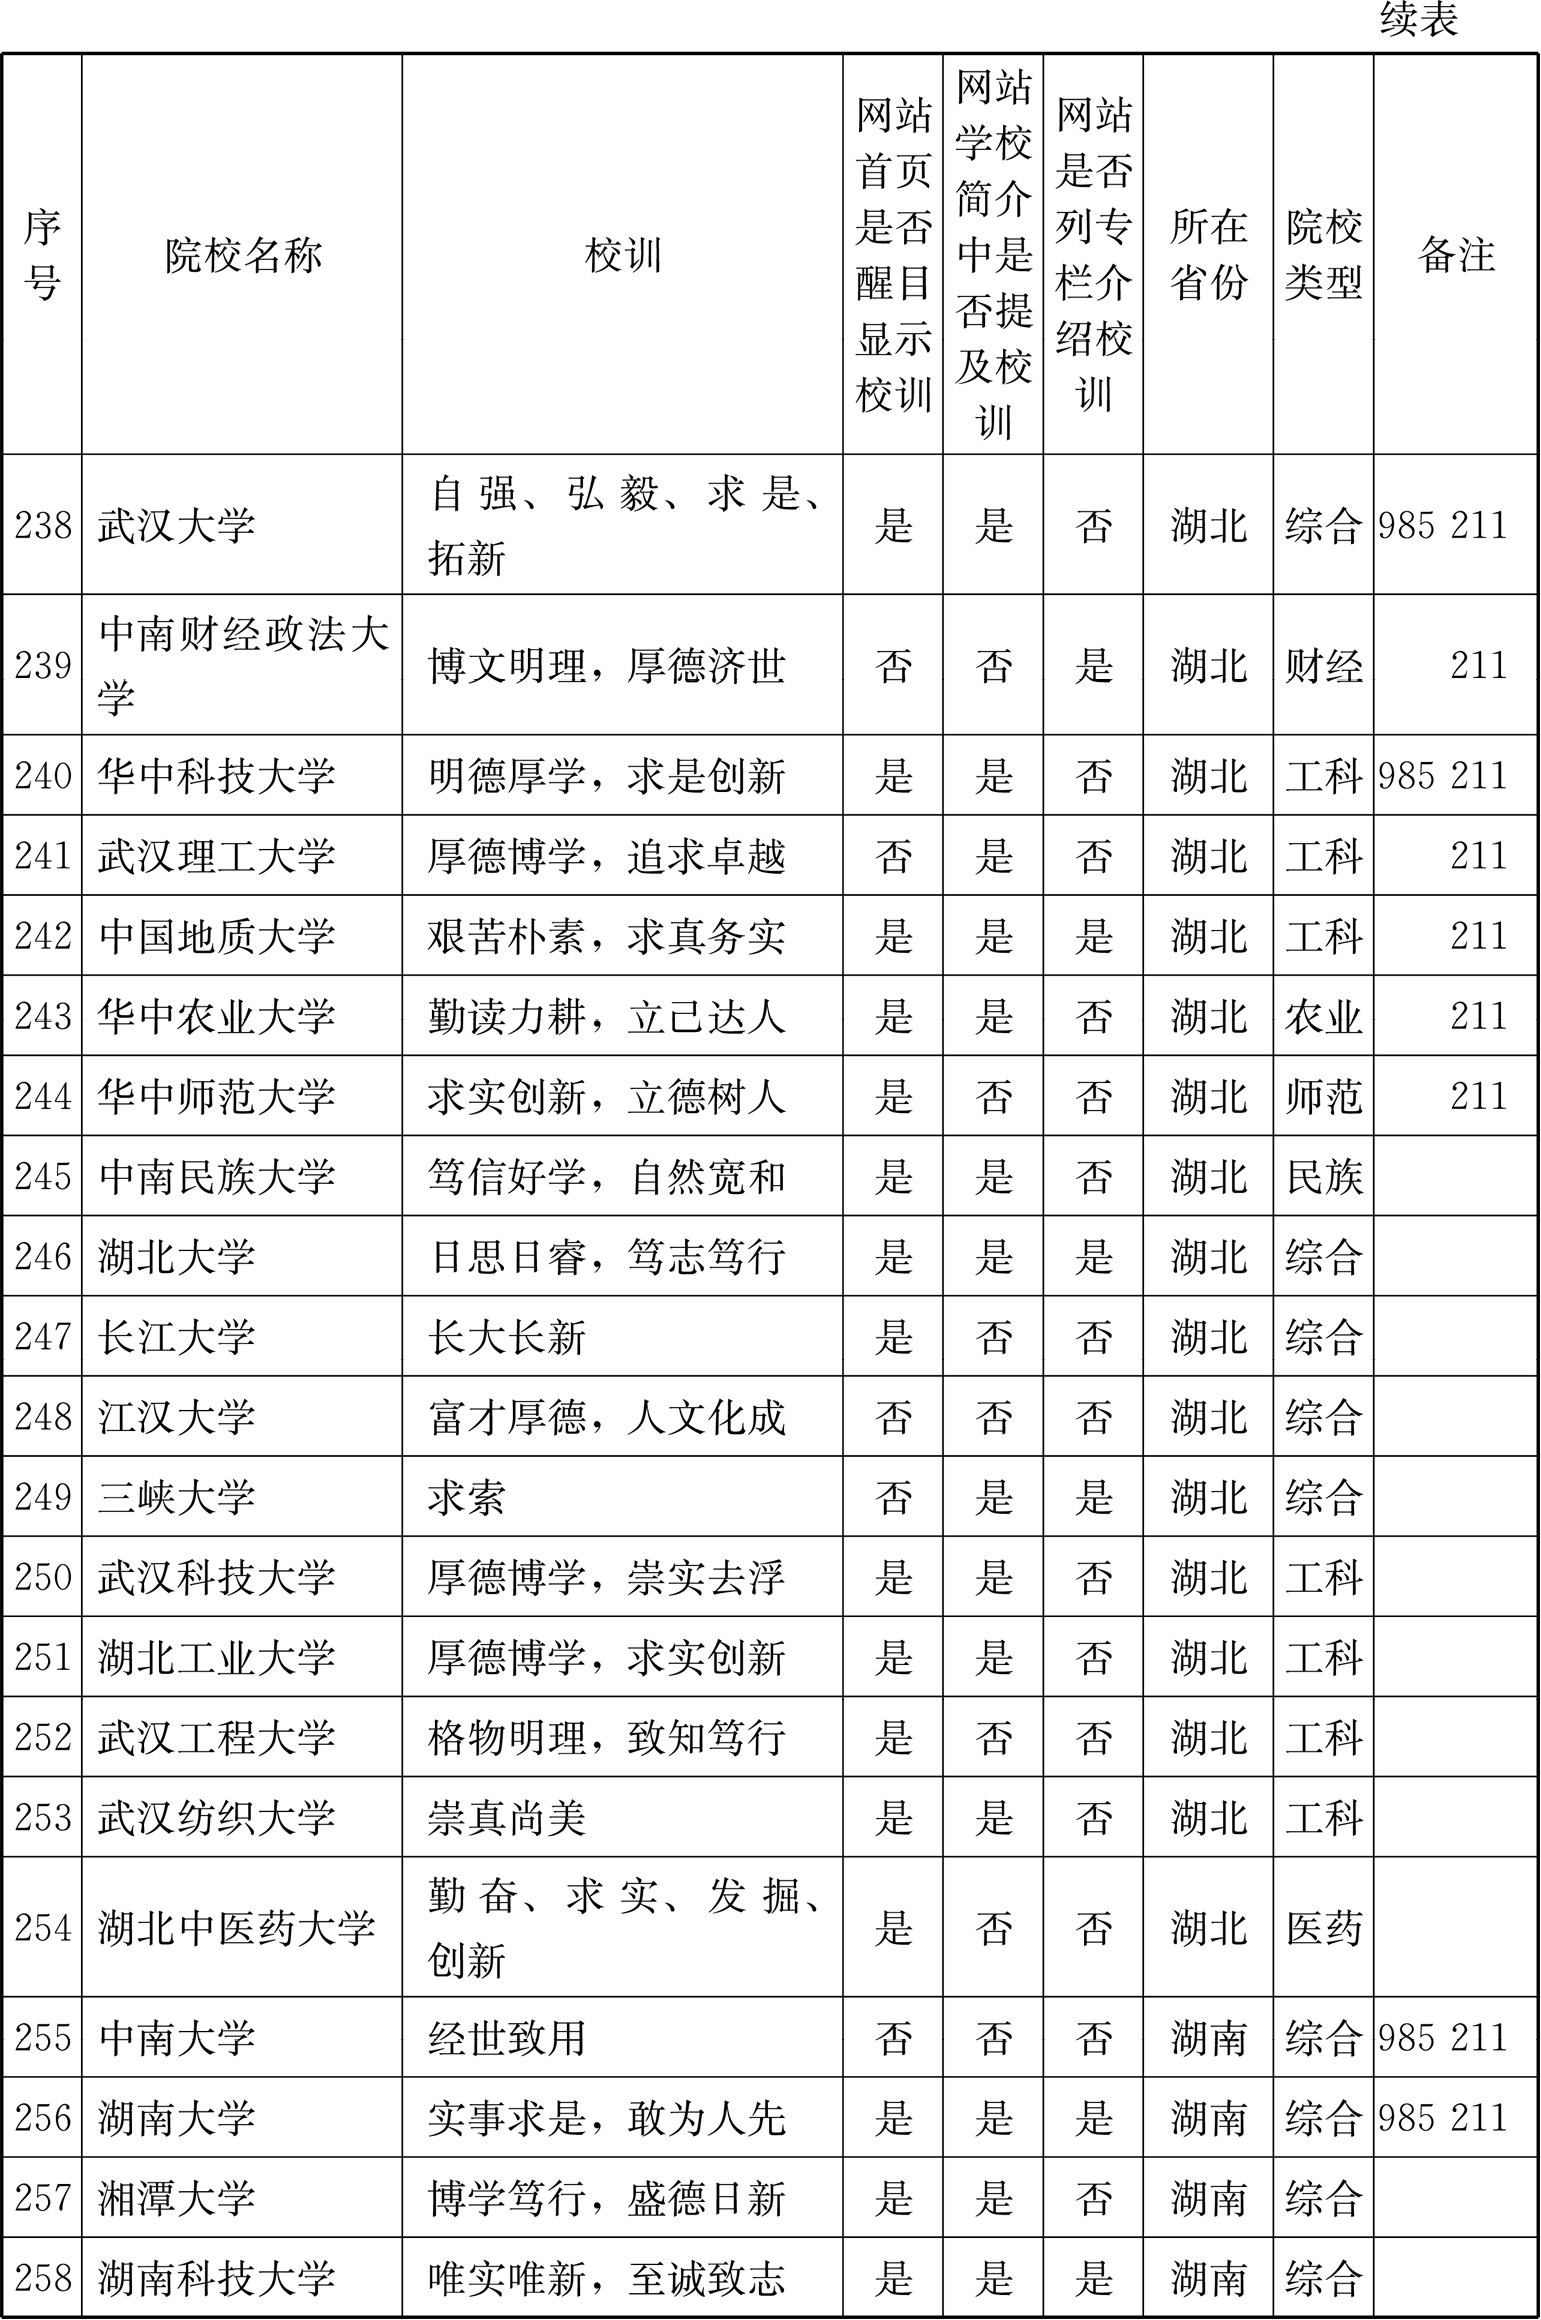 续表
序号 院校名称 校训 网站首页是否醒目显示校训 网站学校简介中是否提及校训 网站是否列专栏介绍校训 所在省份 院校类型 备注
238 武汉大学 自强、弘毅、求是、拓新 是 是 否 湖北 综合 985 211
239 中南财经政法大学 博文明理，厚德济世 否 否 是 湖北 财经 211
240 华中科技大学 明德厚学，求是创新 是 是 否 湖北 工科 985 211
241 武汉理工大学 厚德博学，追求卓越 否 是 否 湖北 工科 211
242 中国地质大学 艰苦朴素，求真务实 是 是 是 湖北 工科 211
243 华中农业大学 勤读力耕，立己达人 是 是 否 湖北 农业 211
244 华中师范大学 求实创新，立德树人 是 否 否 湖北 师范 211
245 中南民族大学 笃信好学，自然宽和 是 是 否 湖北 民族
246 湖北大学 日思日睿，笃志笃行 是 是 是 湖北 综合
247 长江大学 长大长新 是 否 否 湖北 综合
248 江汉大学 富才厚德，人文化成 否 否 否 湖北 综合
249 三峡大学 求索 否 是 是 湖北 综合
250 武汉科技大学 厚德博学，崇实去浮 是 是 否 湖北 工科
251 湖北工业大学 厚德博学，求实创新 是 是 否 湖北 工科
252 武汉工程大学 格物明理，致知笃行 是 否 否 湖北 工科
253 武汉纺织大学 崇真尚美 是 是 否 湖北 工科
254 湖北中医药大学 勤奋、求实、发掘、创新 是 否 否 湖北 医药
255 中南大学 经世致用 否 否 否 湖南 综合 985 211
256 湖南大学 实事求是，敢为人先 是 是 是 湖南 综合 985 211
257 湘潭大学 博学笃行，盛德日新 是 是 否 湖南 综合
258 湖南科技大学 唯实唯新，至诚致志 是 是 是 湖南 综合